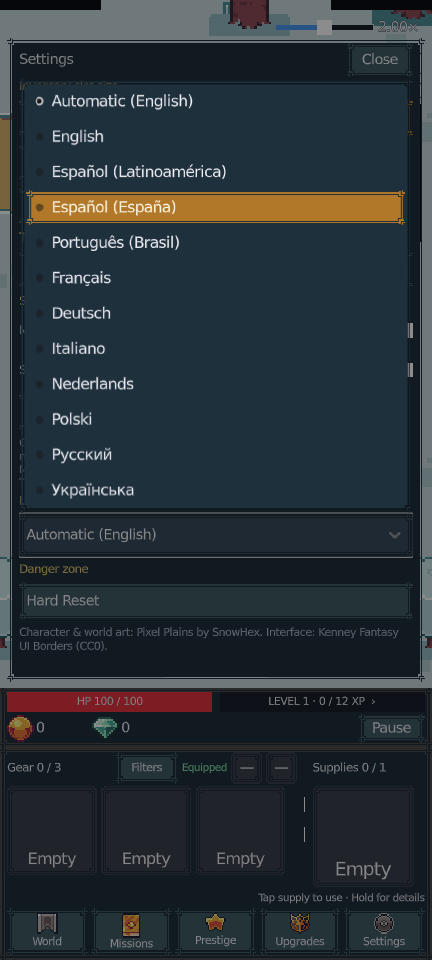 2.00x
Settings
Close
Automatic (English)
English
Español (Latinoamérica)
Español (España)
Português (Brasil)
Français
Deutsch
Italiano
Nederlands
Polski
Русский
Українська
Automatic (English)
Danger zone
Hard Reset
Character & world art: Pixel Plains by SnowHex. Interface: Kenney Fantasy
UI Borders (CC0).
HP 100 / 100
LEVEL 1 · 0 / 12 XP ›
0
0
Pause
Gear 0 / 3
Filters
Equipped
—
—
Supplies 0 / 1
Empty
Empty
Empty
Empty
Tap supply to use · Hold for details
World
Missions
Prestige
Upgrades
Settings